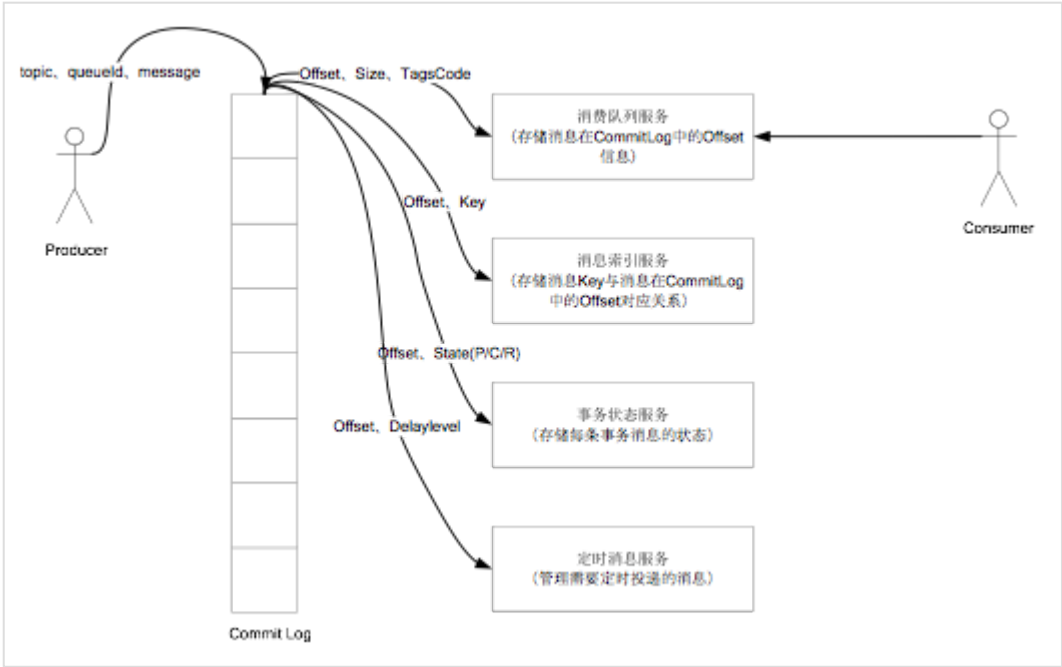 topic、queueId、message
Offset、Size、TagsCode
消费队列服务
（存储消息在CommitLog中的Offset
信息）
Offset、Key
Producer
Consumer
消息索引服务
（存储消息Key与消息在CommitLog
中的Offset对应关系）
Offset、State(P/C/R)
事务状态服务
（存储每条事务消息的状态）
Offset、Delaylevel
定时消息服务
（管理需要定时投递的消息）
Commit Log